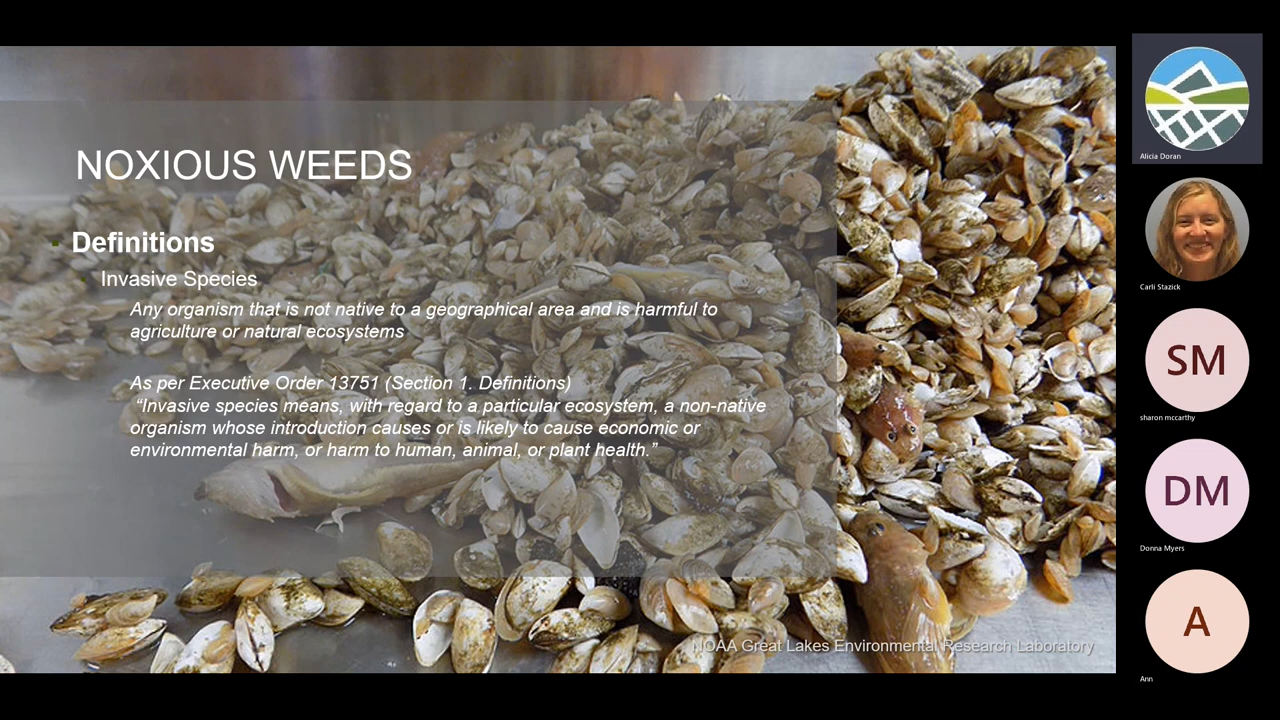 NOXIOUS WEEDS
Definitions
Invasive Species
Any organism that is not native to a geographical area and is harmful to
agriculture or natural ecosystems
As per Executive Order 13751 (Section 1. Definitions)
“Invasive species means, with regard to a particular ecosystem, a non-native
organism whose introduction causes or is likely to cause economic or
environmental harm, or harm to human, animal, or plant health.”
NOAA Great Lakes Environmental Research Laboratory
Alicia Doran
Carli Stazick
SM
sharon mccarthy
DM
Donna Myers
A
Ann